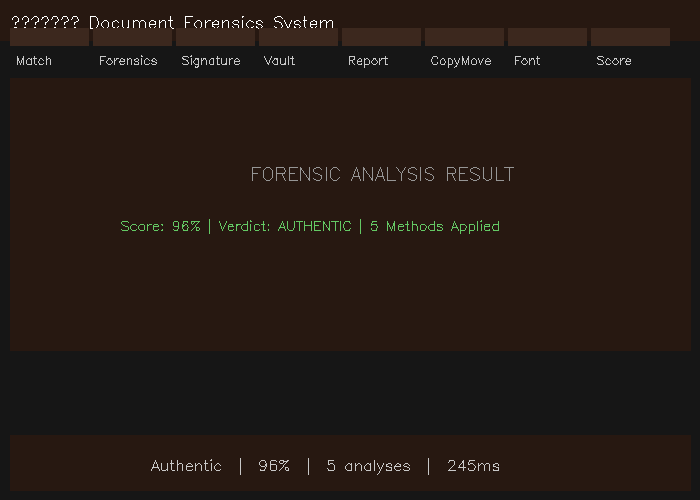 ??????? Document Forensics System
Match Forensics Signature Vault Report CopyMove Font Score
FORENSIC ANALYSIS RESULT
Score: 96% | Verdict: AUTHENTIC | 5 Methods Applied
Authentic | 96% | 5 analyses | 245ms